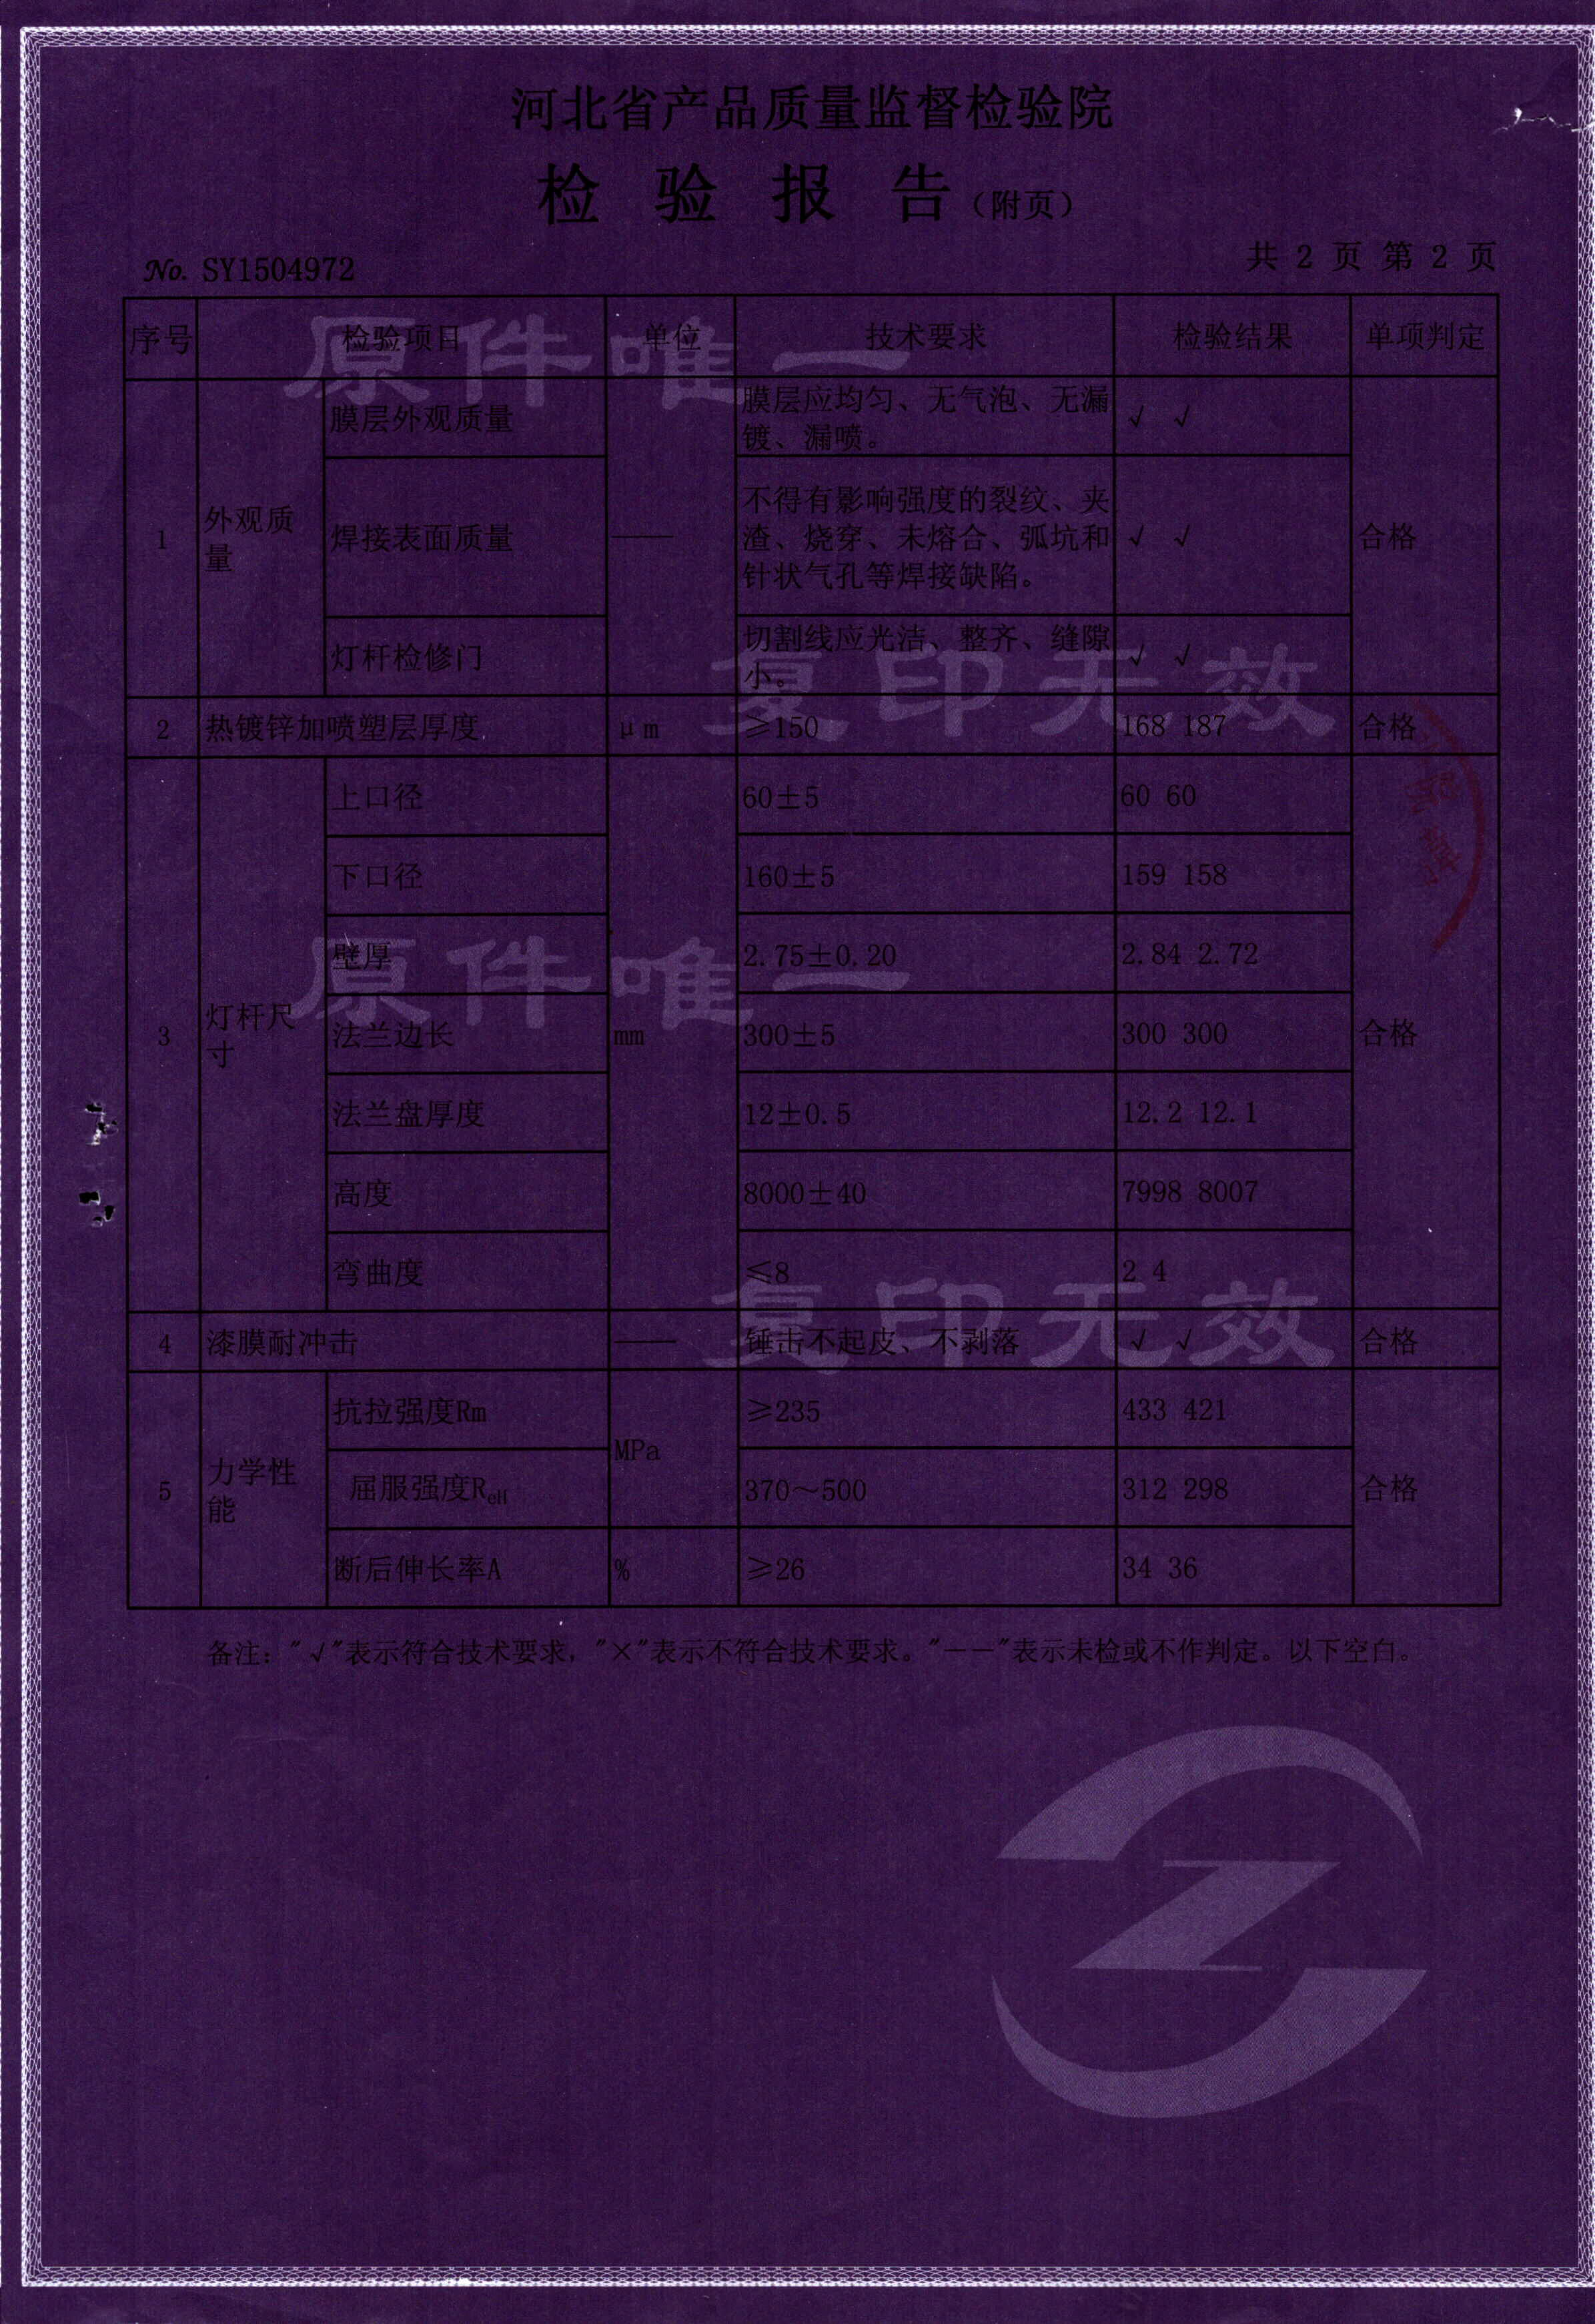 河北省产品质量监督检验院
检 验 报 告（附页）
No. SY1504972
共 2 页 第 2 页
序号 检验项目 单位 技术要求 检验结果 单项判定
原件唯一
1 外观质量 膜层外观质量 —— 膜层应均匀、无气泡、无漏
镀、漏喷。 √ √ 合格
焊接表面质量 不得有影响强度的裂纹、夹
渣、烧穿、未熔合、弧坑和
针状气孔等焊接缺陷。 √ √
灯杆检修门 切割线应光洁、整齐、缝隙
小。 √ √
复印无效
2 热镀锌加喷塑层厚度 μm ≥150 168 187 合格
3 灯杆尺寸 上口径 mm 60±5 60 60 合格
下口径 160±5 159 158
壁厚 2.75±0.20 2.84 2.72
原件唯一
法兰边长 300±5 300 300
法兰盘厚度 12±0.5 12.2 12.1
高度 8000±40 7998 8007
弯曲度 ≤8 2 4
复印无效
4 漆膜耐冲击 —— 锤击不起皮、不剥落 √ √ 合格
5 力学性能 抗拉强度Rm MPa ≥235 433 421 合格
屈服强度ReH 370～500 312 298
断后伸长率A % ≥26 34 36
备注："√"表示符合技术要求，"×"表示不符合技术要求。"——"表示未检或不作判定。以下空白。